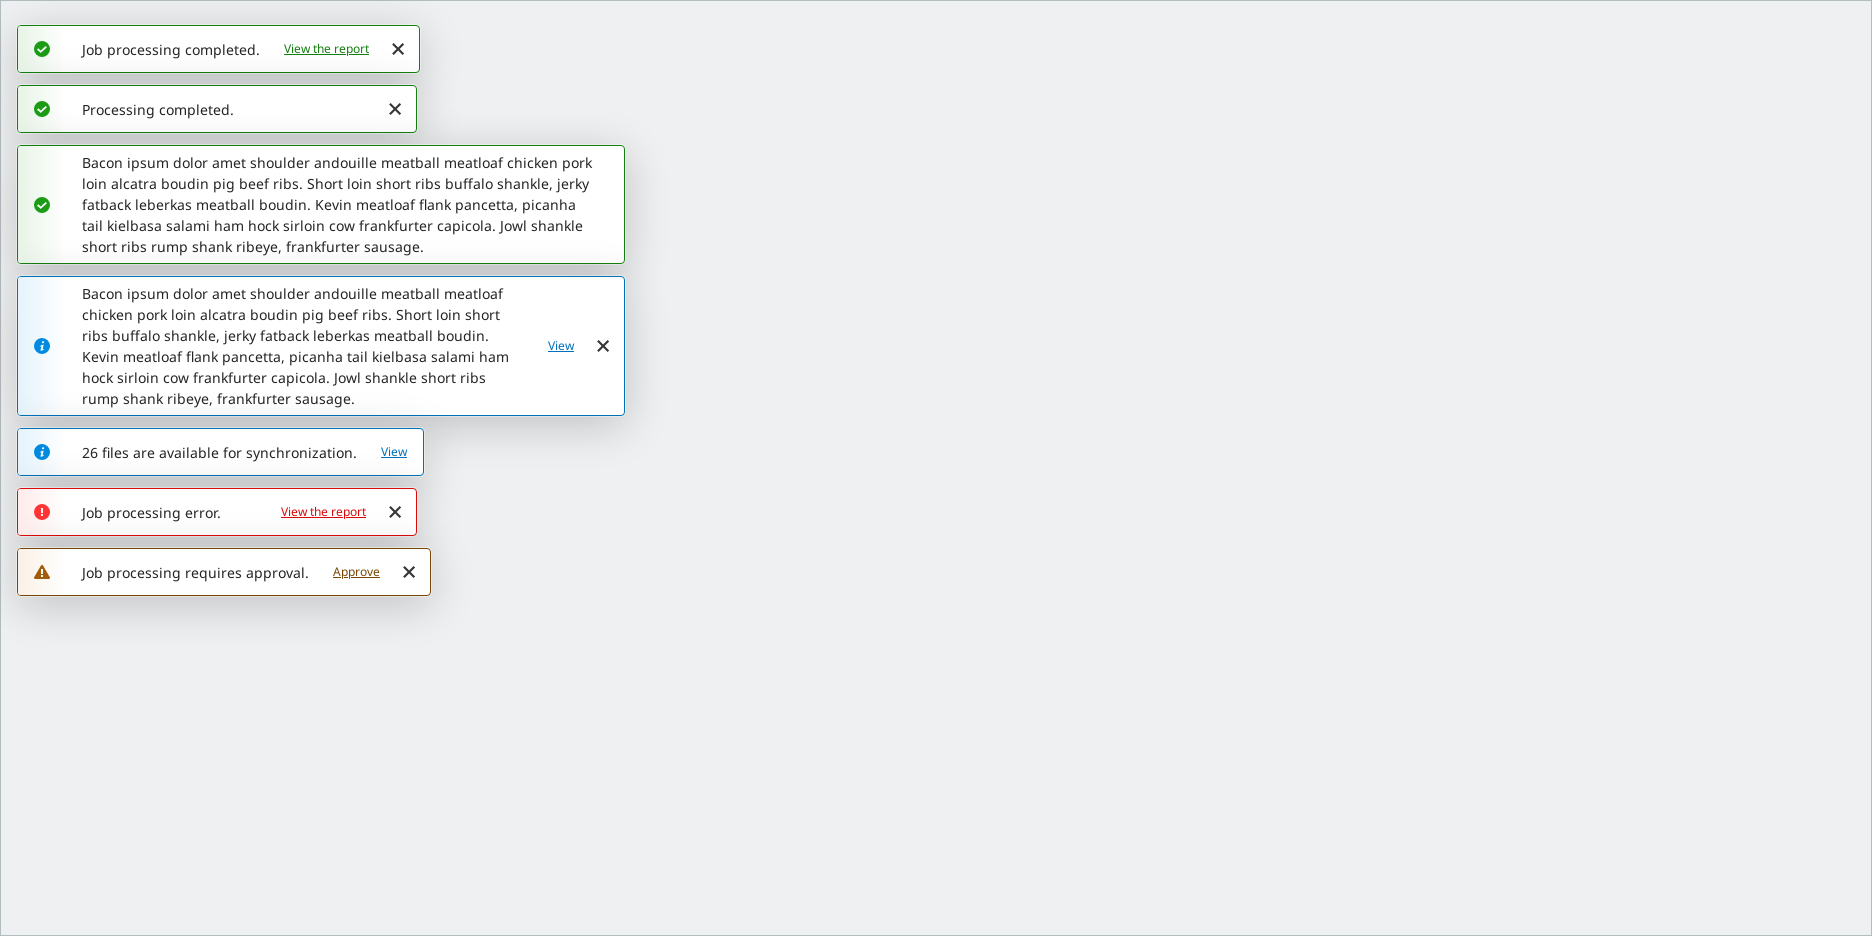 Job processing completed. View the report
Processing completed.
Bacon ipsum dolor amet shoulder andouille meatball meatloaf chicken pork
loin alcatra boudin pig beef ribs. Short loin short ribs buffalo shankle, jerky
fatback leberkas meatball boudin. Kevin meatloaf flank pancetta, picanha
tail kielbasa salami ham hock sirloin cow frankfurter capicola. Jowl shankle
short ribs rump shank ribeye, frankfurter sausage.
Bacon ipsum dolor amet shoulder andouille meatball meatloaf
chicken pork loin alcatra boudin pig beef ribs. Short loin short
ribs buffalo shankle, jerky fatback leberkas meatball boudin.
Kevin meatloaf flank pancetta, picanha tail kielbasa salami ham
hock sirloin cow frankfurter capicola. Jowl shankle short ribs
rump shank ribeye, frankfurter sausage.
View
26 files are available for synchronization. View
Job processing error. View the report
Job processing requires approval. Approve